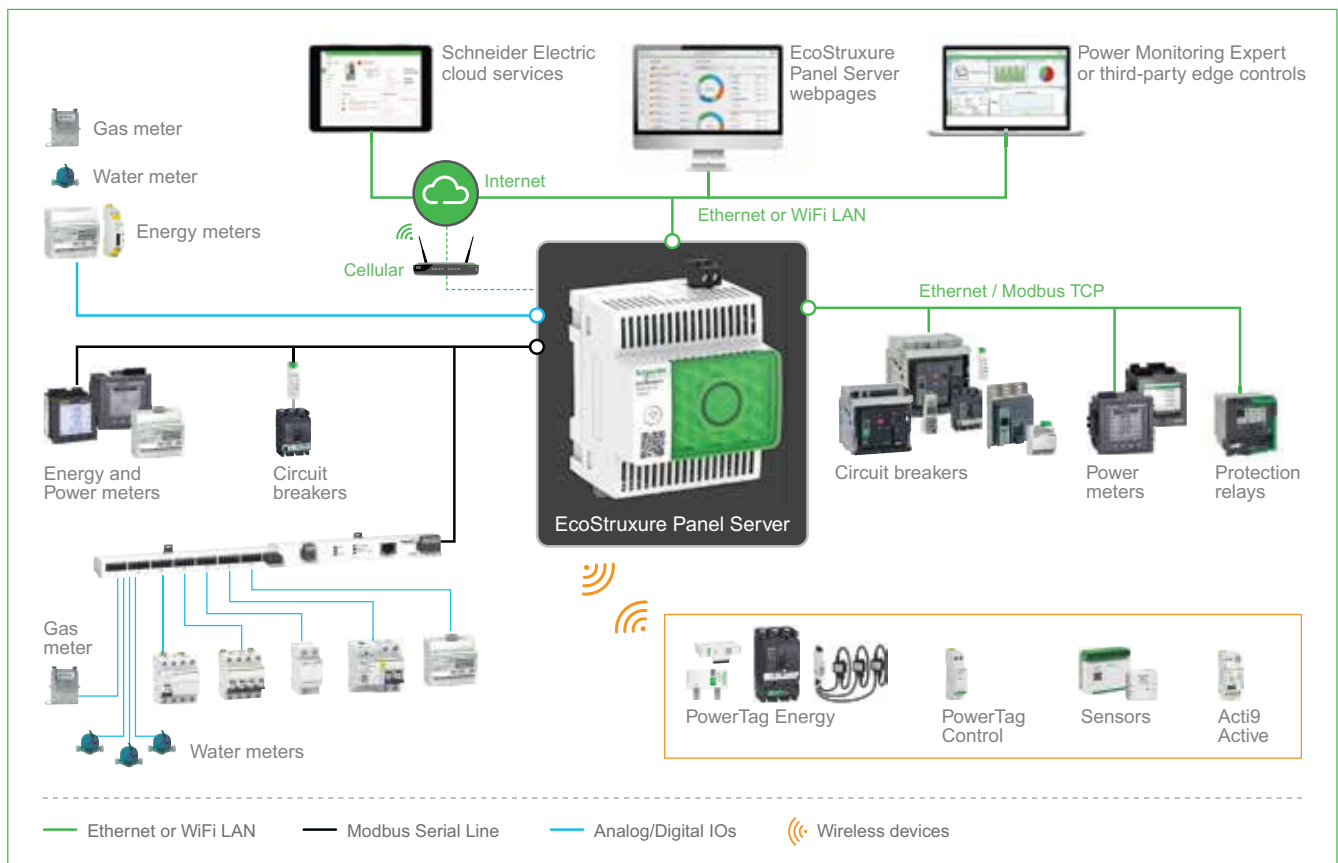 Schneider Electric
cloud services
EcoStruxure
Panel Server
webpages
Power Monitoring Expert
or third-party edge controls
Gas meter
Water meter
Energy meters
Internet
Ethernet or WiFi LAN
Cellular
Ethernet / Modbus TCP
Energy and
Power meters
Circuit
breakers
Schneider
EcoStruxure Panel Server
Circuit breakers
Power
meters
Protection
relays
Gas
meter
Water meters
PowerTag Energy
PowerTag
Control
Sensors
Acti9
Active
Ethernet or WiFi LAN
Modbus Serial Line
Analog/Digital IOs
Wireless devices